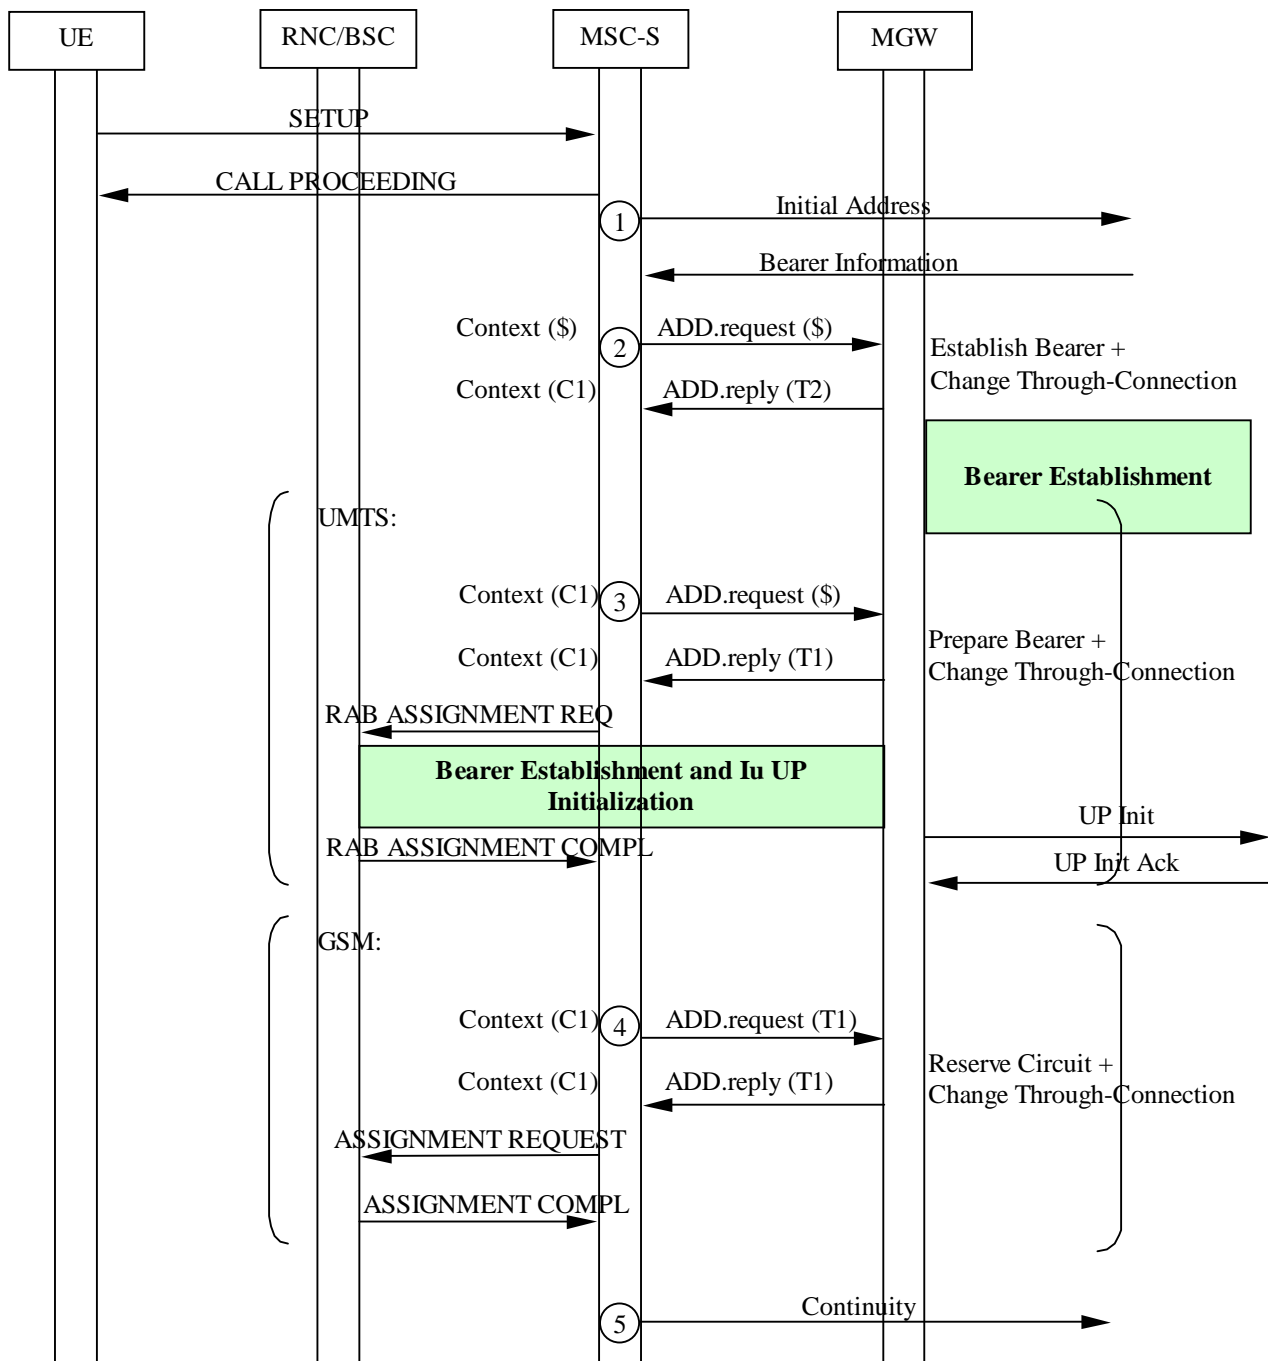 UE
RNC/BSC
MSC-S
MGW
SETUP
CALL PROCEEDING
1
Initial Address
Bearer Information
Context ($)
2
ADD.request ($)
Establish Bearer +
Change Through-Connection
Context (C1)
ADD.reply (T2)
Bearer Establishment
UMTS:
Context (C1)
3
ADD.request ($)
Prepare Bearer +
Change Through-Connection
Context (C1)
ADD.reply (T1)
RAB ASSIGNMENT REQ
Bearer Establishment and Iu UP
Initialization
UP Init
RAB ASSIGNMENT COMPL
UP Init Ack
GSM:
Context (C1)
4
ADD.request (T1)
Reserve Circuit +
Change Through-Connection
Context (C1)
ADD.reply (T1)
ASSIGNMENT REQUEST
ASSIGNMENT COMPL
5
Continuity